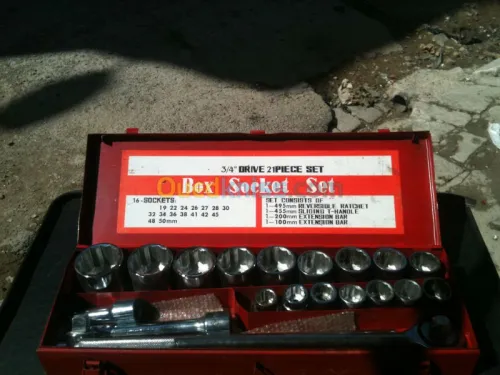 3/4" DRIVE 21PIECE SET
Box Socket Set
16-SOCKETS:
19 22 24 26 27 28 30
32 34 36 38 41 42 45
48 50mm
SET CONSISTS OF
1-495mm REVERSIBLE RATCHET
1-455mm SLIDING T-HANDLE
1-200mm EXTENSION BAR
1-100mm EXTENSION BAR